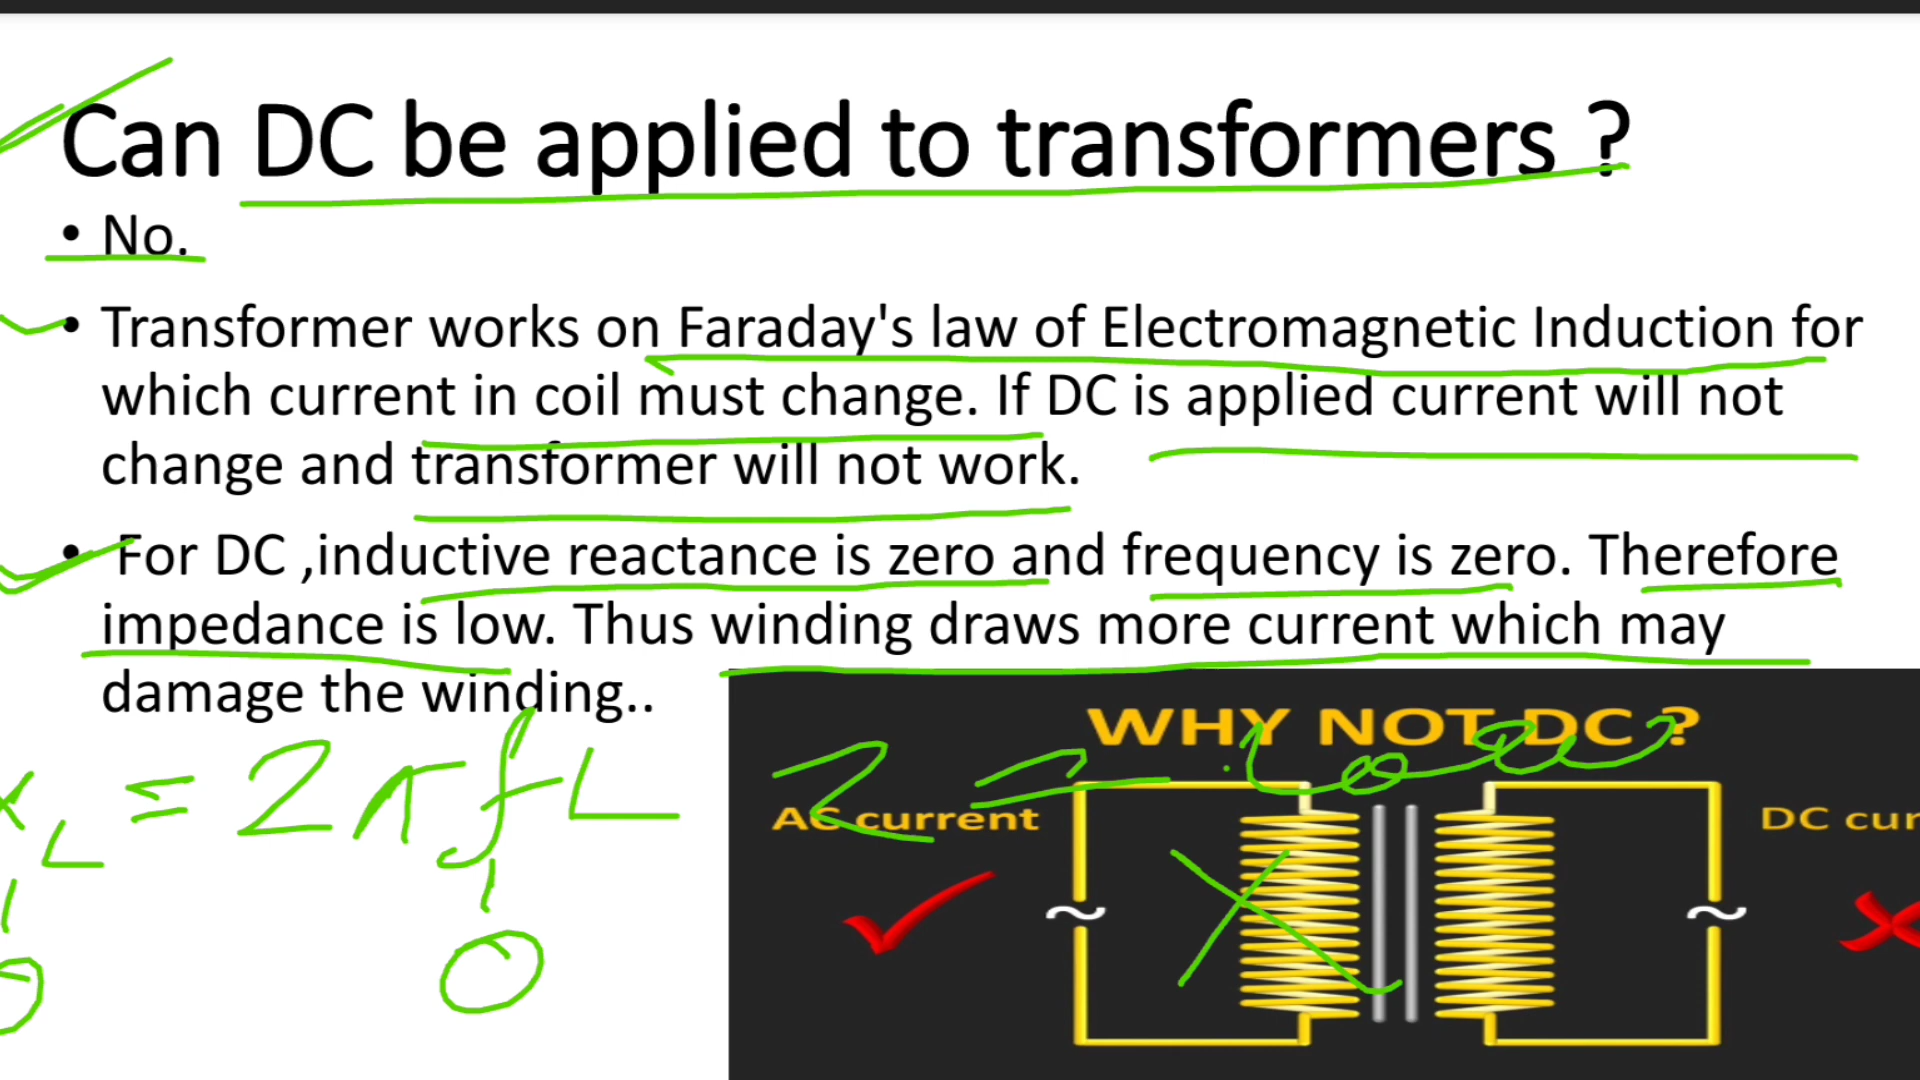 Can DC be applied to transformers ?
• No.
• Transformer works on Faraday's law of Electromagnetic Induction for
which current in coil must change. If DC is applied current will not
change and transformer will not work.
• For DC ,inductive reactance is zero and frequency is zero. Therefore
impedance is low. Thus winding draws more current which may
damage the winding..
X L = 2πfL
0
0
WHY NOT DC ?
Z = Low
AC current
DC cur
~
~